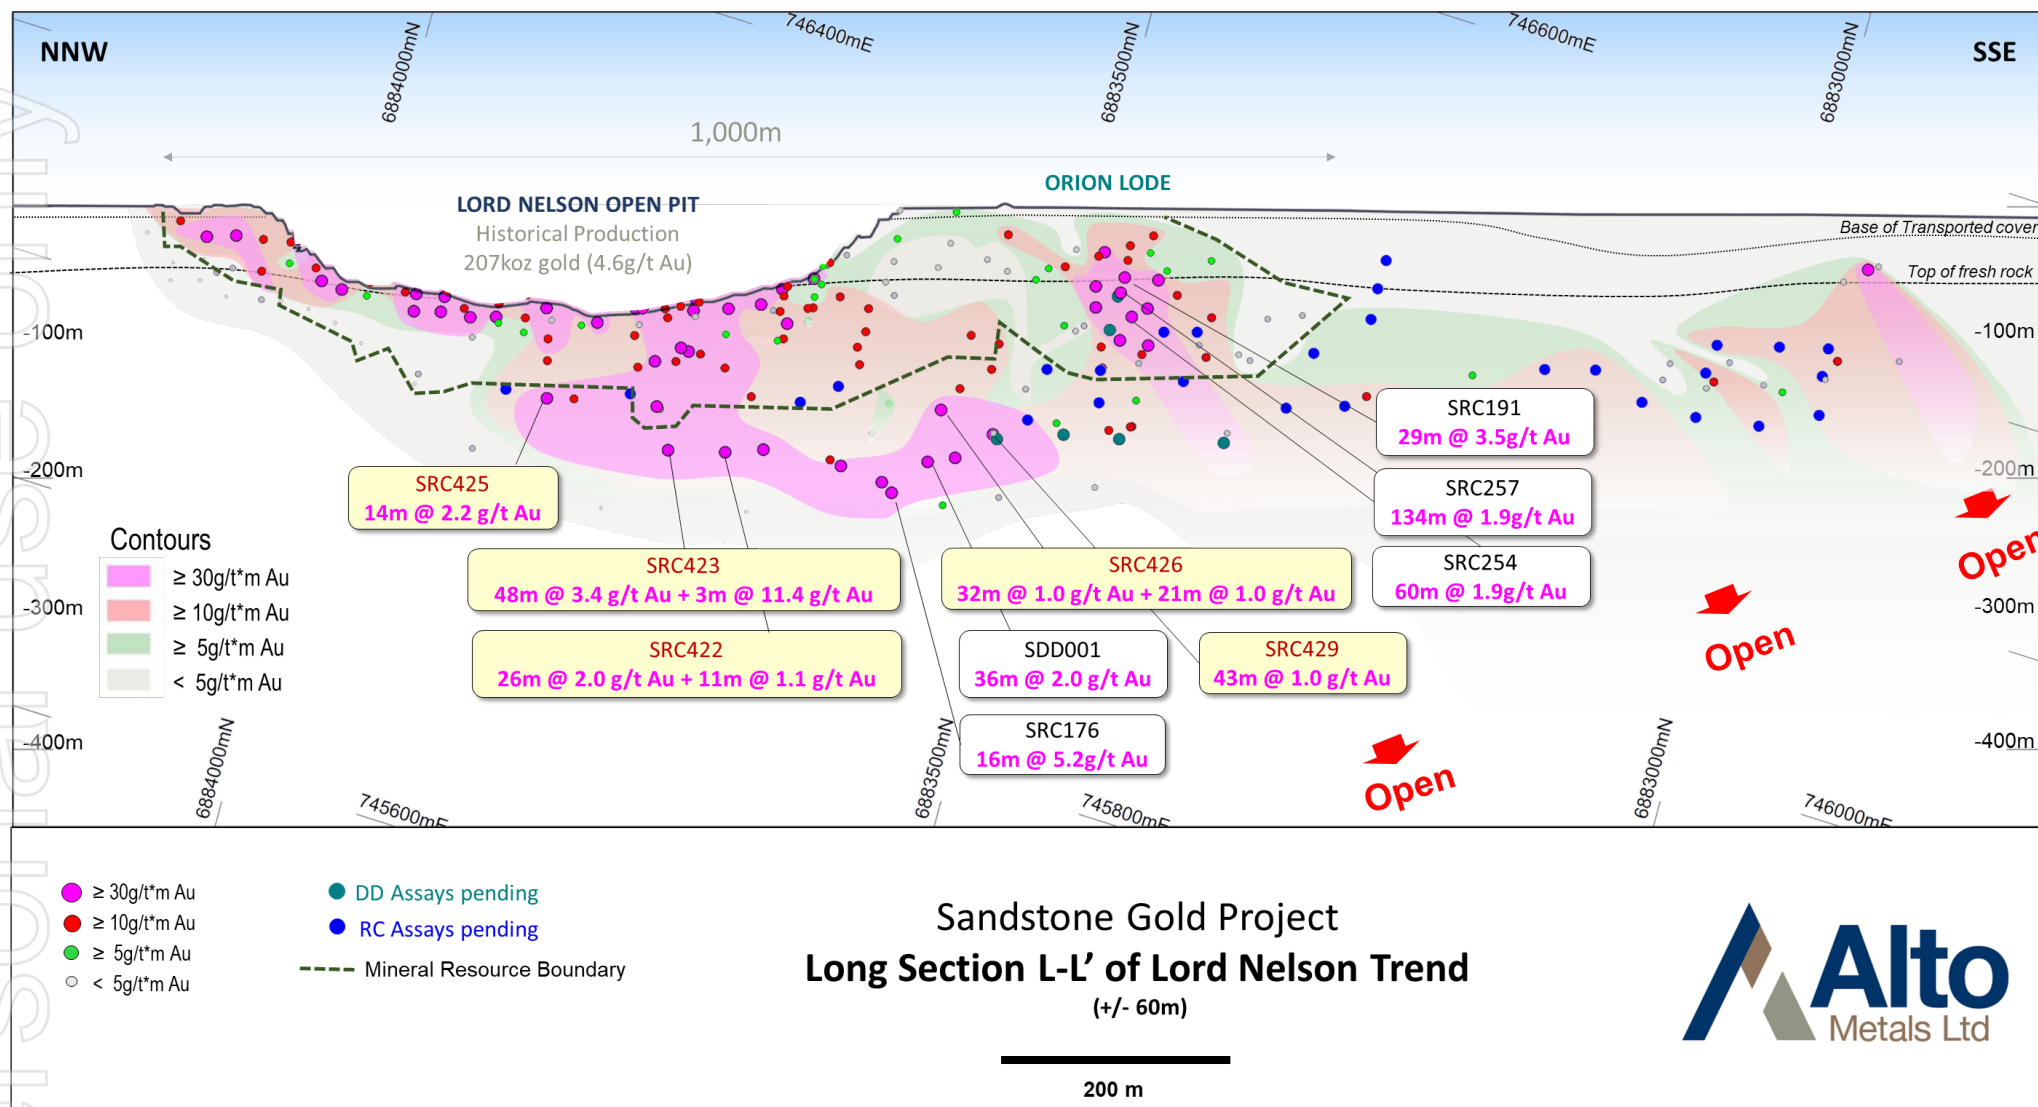 NNW
6884000mN
746400mE
6883500mN
746600mE
6883000mN
SSE
1,000m
ORION LODE
LORD NELSON OPEN PIT
Historical Production
207koz gold (4.6g/t Au)
Base of Transported cover
Top of fresh rock
-100m
-100m
-200m
-200m
SRC191
29m @ 3.5g/t Au
SRC425
14m @ 2.2 g/t Au
SRC257
134m @ 1.9g/t Au
SRC254
60m @ 1.9g/t Au
Contours
≥ 30g/t*m Au
≥ 10g/t*m Au
≥ 5g/t*m Au
< 5g/t*m Au
SRC423
48m @ 3.4 g/t Au + 3m @ 11.4 g/t Au
SRC426
32m @ 1.0 g/t Au + 21m @ 1.0 g/t Au
Open
-300m
-300m
SRC422
26m @ 2.0 g/t Au + 11m @ 1.1 g/t Au
SDD001
36m @ 2.0 g/t Au
SRC429
43m @ 1.0 g/t Au
Open
SRC176
16m @ 5.2g/t Au
-400m
-400m
Open
6884000mN
745600mE
6883500mN
745800mE
6883000mN
746000mE
≥ 30g/t*m Au
≥ 10g/t*m Au
≥ 5g/t*m Au
< 5g/t*m Au
DD Assays pending
RC Assays pending
Mineral Resource Boundary
Sandstone Gold Project
Long Section L-L’ of Lord Nelson Trend
(+/- 60m)
200 m
Alto
Metals Ltd